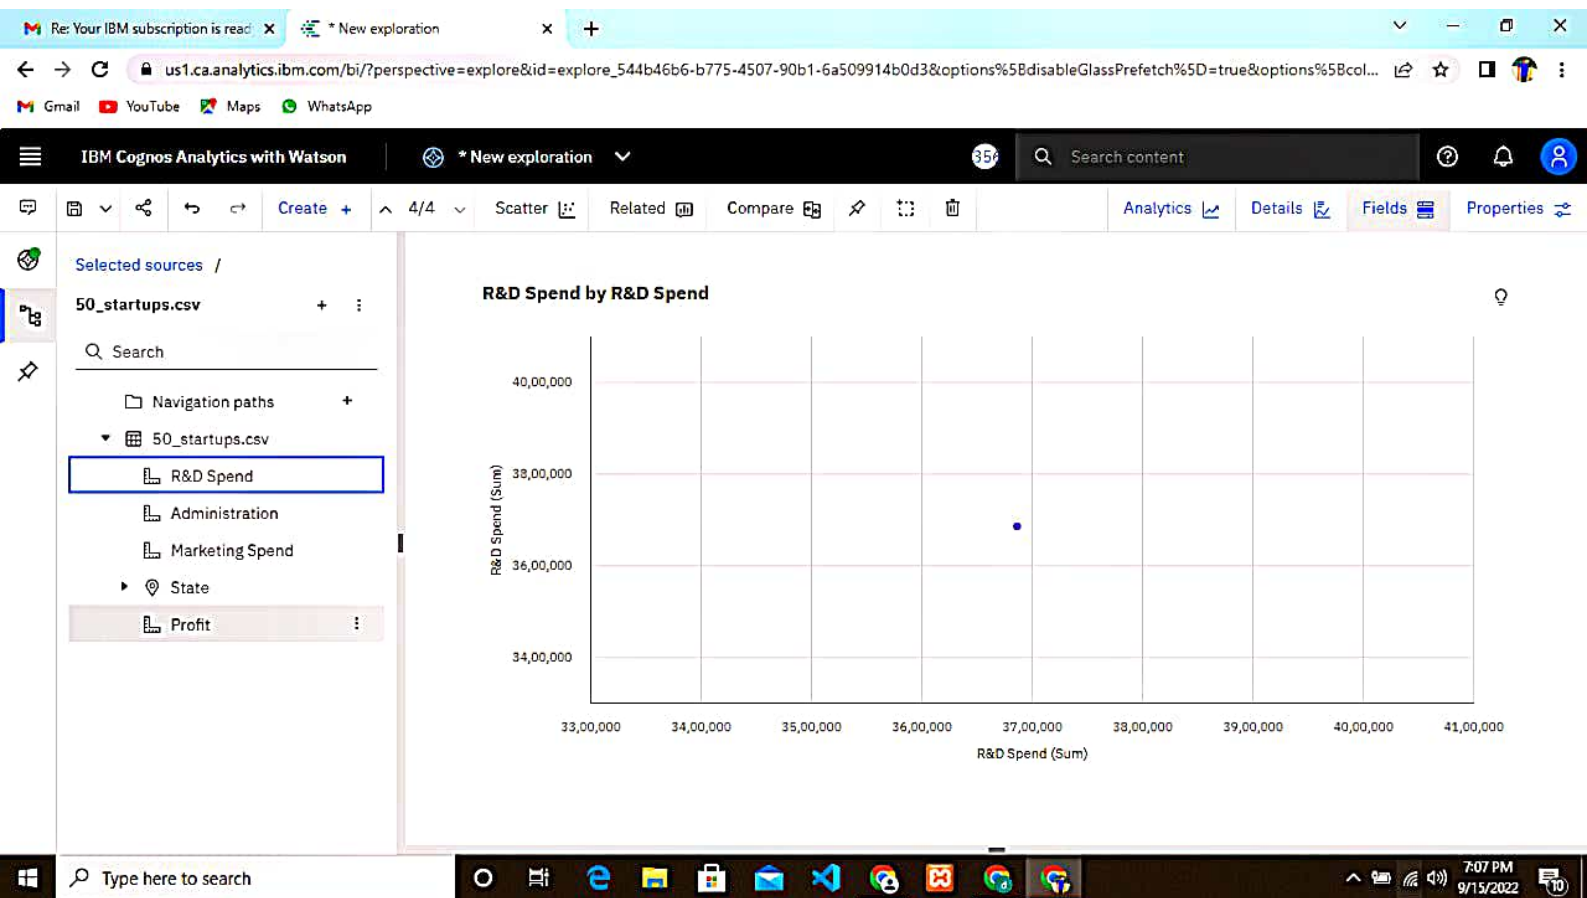 Re: Your IBM subscription is read
* New exploration
us1.ca.analytics.ibm.com/bi/?perspective=explore&id=explore_544b46b6-b775-4507-90b1-6a509914b0d3&options%5BdisableGlassPrefetch%5D=true&options%5Bcol...
Gmail YouTube Maps WhatsApp
IBM Cognos Analytics with Watson * New exploration 356 Search content
Create + 4/4 Scatter Related Compare Analytics Details Fields Properties
Selected sources /
50_startups.csv
Search
Navigation paths
50_startups.csv
R&D Spend
Administration
Marketing Spend
State
Profit
R&D Spend by R&D Spend
R&D Spend (Sum)
40,00,000
38,00,000
36,00,000
34,00,000
33,00,000 34,00,000 35,00,000 36,00,000 37,00,000 38,00,000 39,00,000 40,00,000 41,00,000
R&D Spend (Sum)
Type here to search
7:07 PM
9/15/2022
10